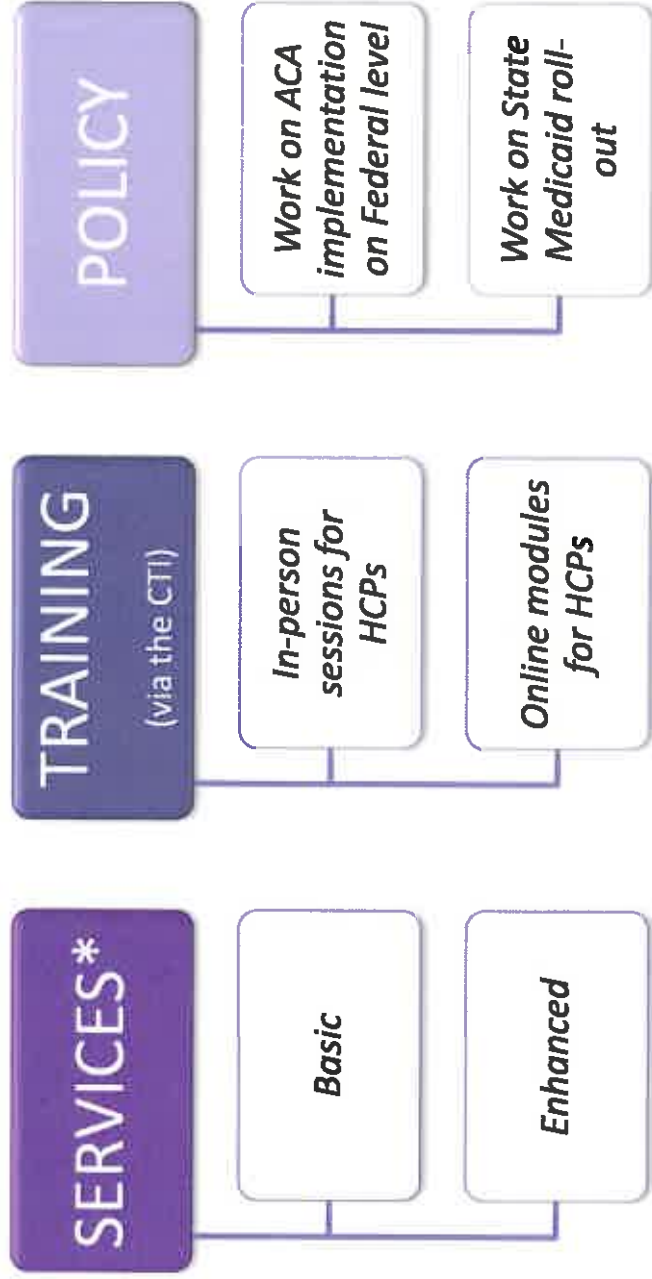 SERVICES*
Basic
Enhanced
TRAINING
(via the CTI)
In-person
sessions for
HCPs
Online modules
for HCPs
POLICY
Work on ACA
implementation
on Federal level
Work on State
Medicaid roll-
out